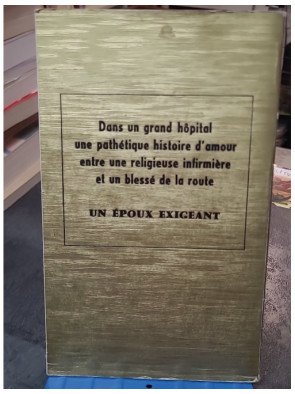 Dans un grand hôpital
une pathétique histoire d'amour
entre une religieuse infirmière
et un blessé de la route
UN ÉPOUX EXIGEANT